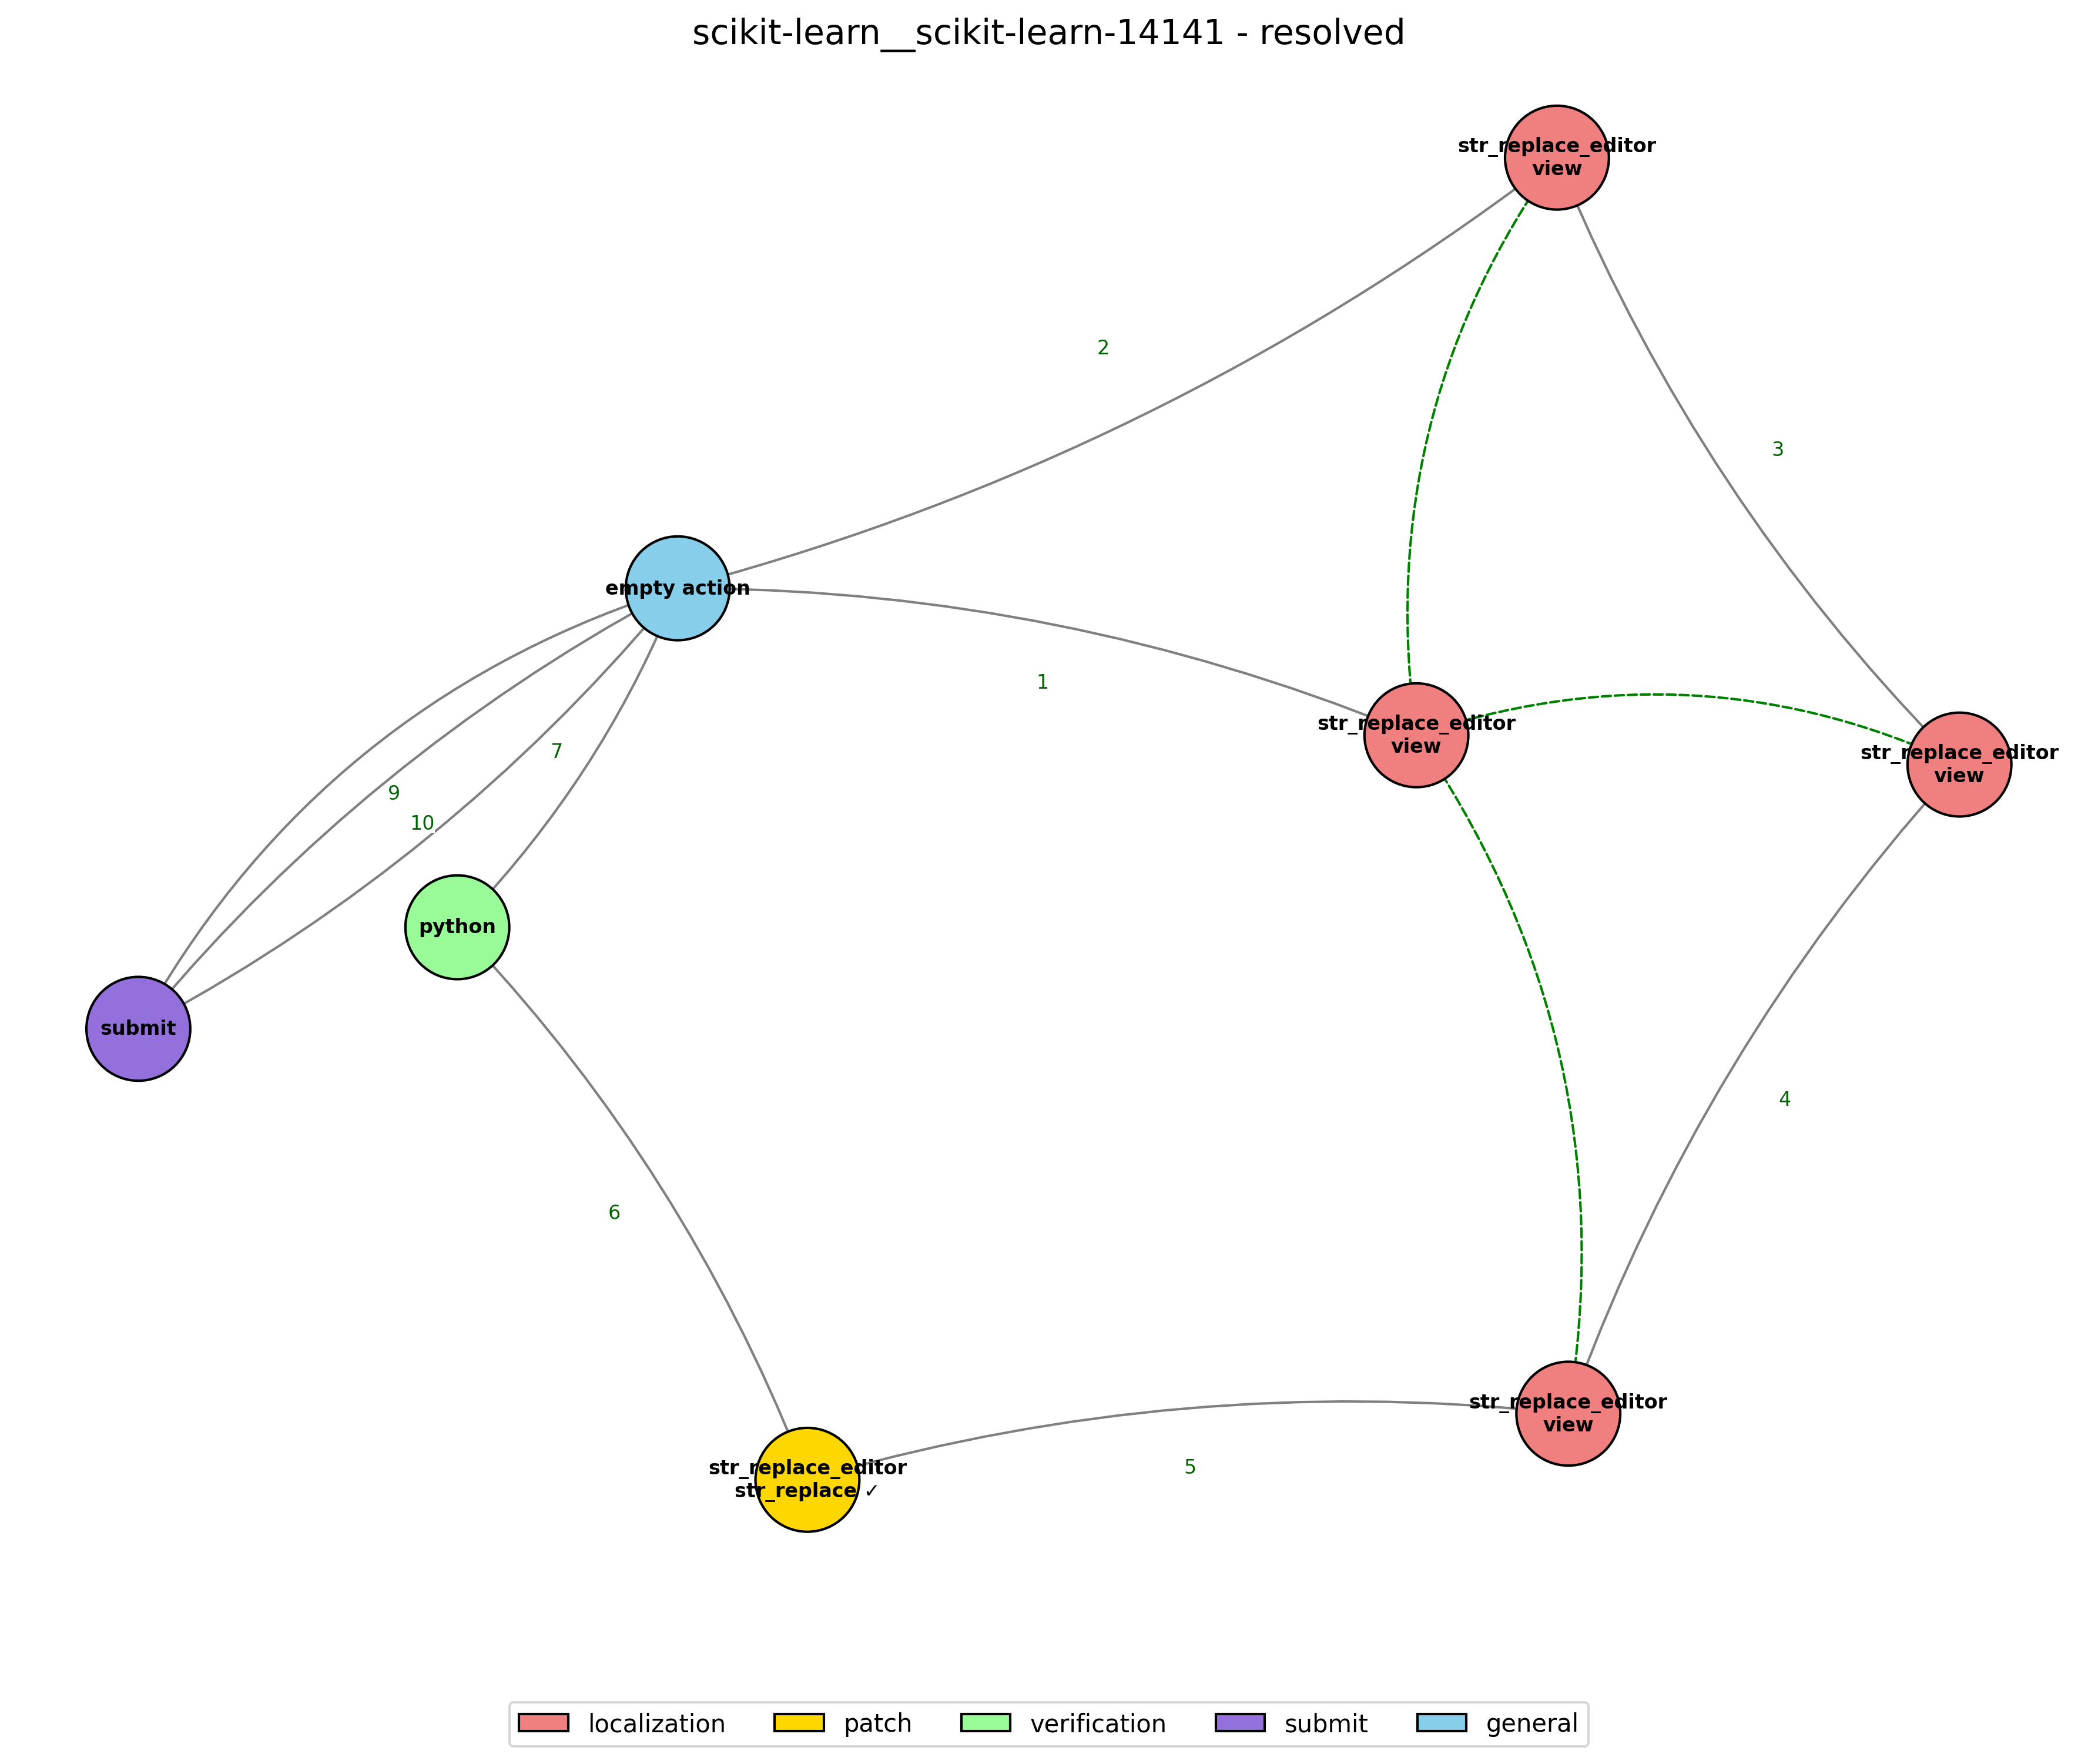 scikit-learn__scikit-learn-14141 - resolved
str_replace_editor
view
2
3
empty action
1
str_replace_editor
view
str_replace_editor
view
7
9
10
python
submit
4
6
str_replace_editor
view
str_replace_editor
str_replace ✓
5
localization
patch
verification
submit
general